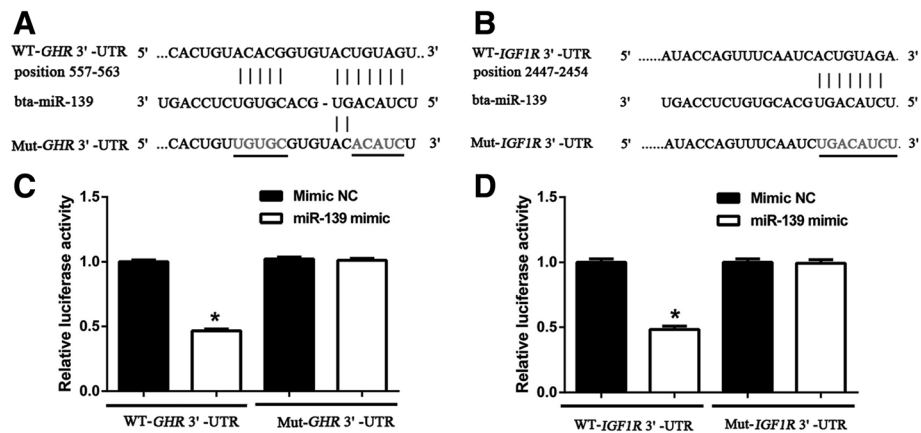 A
WT-GHR 3' -UTR 5' ...CACUGUACACGGUGUACUGUAGU.. 3'
position 557-563
bta-miR-139 3' UGACCUCUGUGCACG - UGACAUCU 5'
Mut-GHR 3' -UTR 5' ...CACUGUUGUGCGUGUACACAUCU 3'
B
WT-IGF1R 3' -UTR 5' ......AUACCAGUUUCAAUCACUGUAGA. 3'
position 2447-2454
bta-miR-139 3' UGACCUCUGUGCACGUGACAUCU 5'
Mut-IGF1R 3' -UTR 5' ......AUACCAGUUUCAAUCUGACAUCU. 3'
C
Relative luciferase activity
1.5
1.0
0.5
0.0
Mimic NC
miR-139 mimic
*
WT-GHR 3' -UTR
Mut-GHR 3' -UTR
D
Relative luciferase activity
1.5
1.0
0.5
0.0
Mimic NC
miR-139 mimic
*
WT-IGF1R 3' -UTR
Mut-IGF1R 3' -UTR